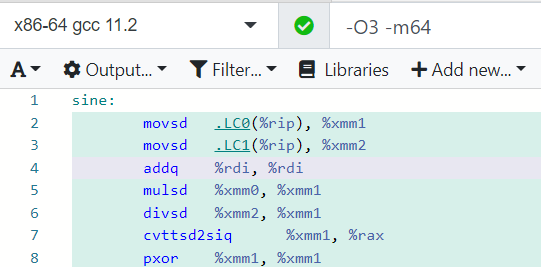 x86-64 gcc 11.2 -O3 -m64
A Output... Filter... Libraries + Add new...
1 sine:
2 movsd .LC0(%rip), %xmm1
3 movsd .LC1(%rip), %xmm2
4 addq %rdi, %rdi
5 mulsd %xmm0, %xmm1
6 divsd %xmm2, %xmm1
7 cvttsd2siq %xmm1, %rax
8 pxor %xmm1, %xmm1